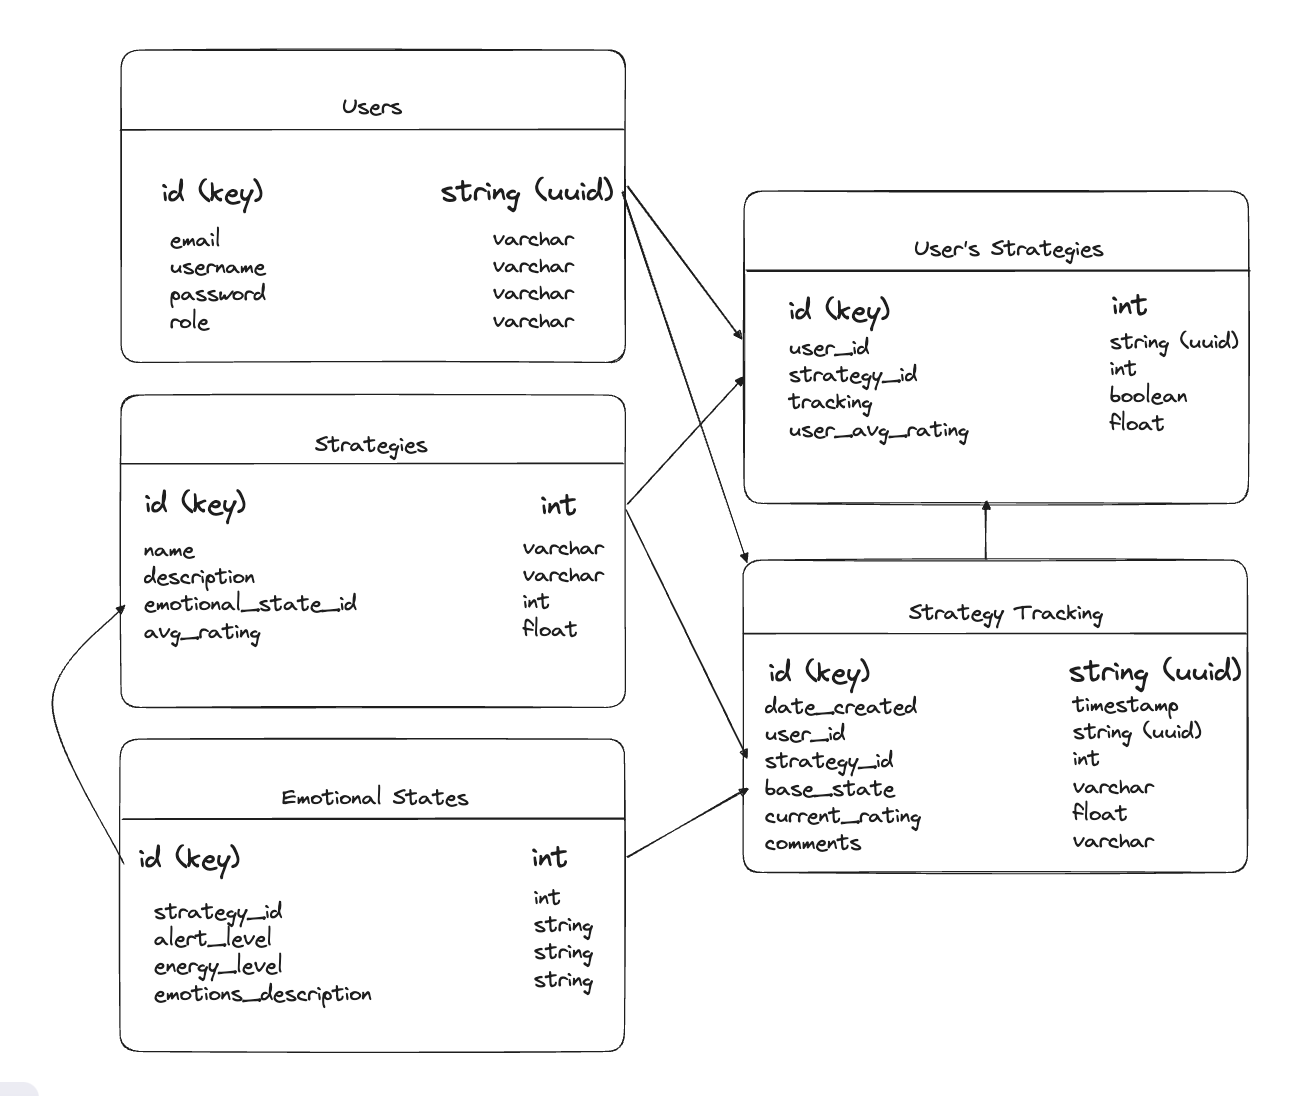 Users
id (key) string (uuid)
email varchar
username varchar
password varchar
role varchar
Strategies
id (key) int
name varchar
description varchar
emotional_state_id int
avg_rating float
Emotional States
id (key) int
strategy_id int
alert_level string
energy_level string
emotions_description string
User's Strategies
id (key) int
user_id string (uuid)
strategy_id int
tracking boolean
user_avg_rating float
Strategy Tracking
id (key) string (uuid)
date_created timestamp
user_id string (uuid)
strategy_id int
base_state varchar
current_rating float
comments varchar